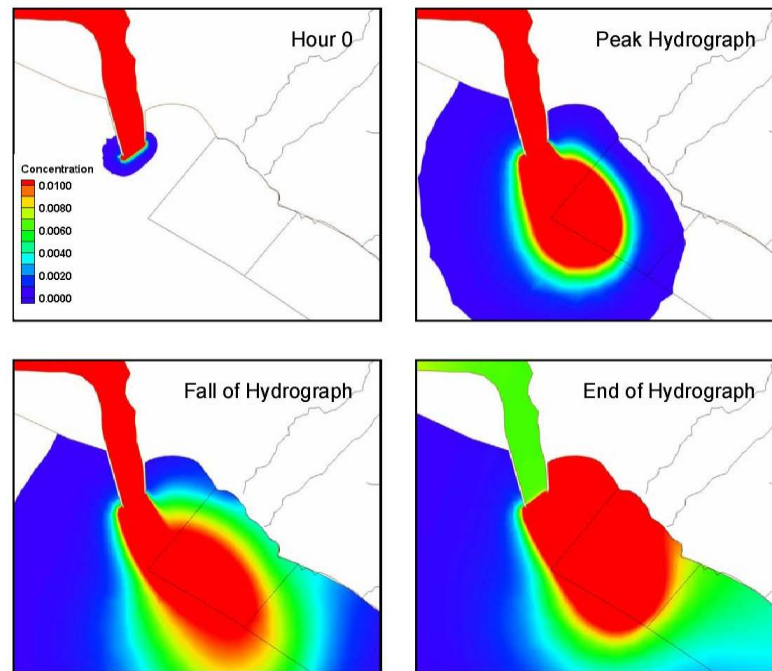 Hour 0
Peak Hydrograph
Concentration
0.0100
0.0080
0.0060
0.0040
0.0020
0.0000
Fall of Hydrograph
End of Hydrograph